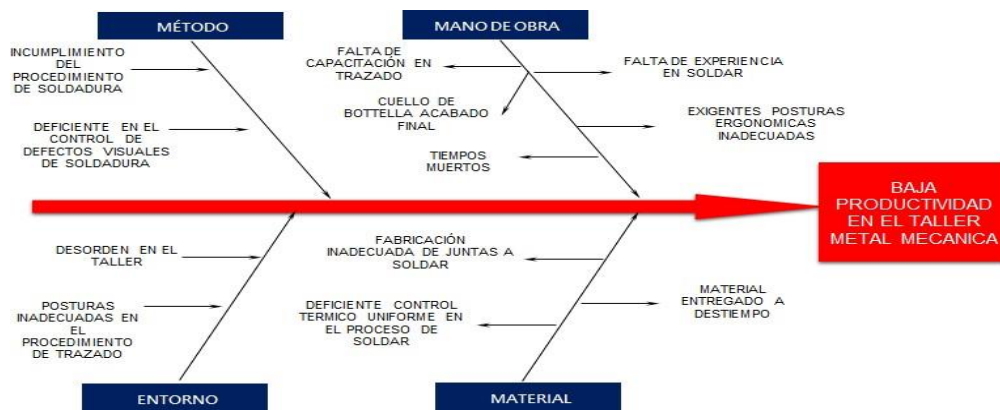 MÉTODO
MANO DE OBRA
INCUMPLIMIENTO
DEL
PROCEDIMIENTO
DE SOLDADURA
DEFICIENTE EN EL
CONTROL DE
DEFECTOS VISUALES
DE SOLDADURA
FALTA DE
CAPACITACIÓN EN
TRAZADO
CUELLO DE
BOTTELLA ACABADO
FINAL
TIEMPOS
MUERTOS
FALTA DE EXPERIENCIA
EN SOLDAR
EXIGENTES POSTURAS
ERGONOMICAS
INADECUADAS
BAJA
PRODUCTIVIDAD
EN EL TALLER
METAL MECANICA
DESORDEN EN EL
TALLER
POSTURAS
INADECUADAS EN
EL
PROCEDIMIENTO
DE TRAZADO
FABRICACIÓN
INADECUADA DE JUNTAS A
SOLDAR
DEFICIENTE CONTROL
TERMICO UNIFORME EN
EL PROCESO DE
SOLDAR
MATERIAL
ENTREGADO A
DESTIEMPO
ENTORNO
MATERIAL